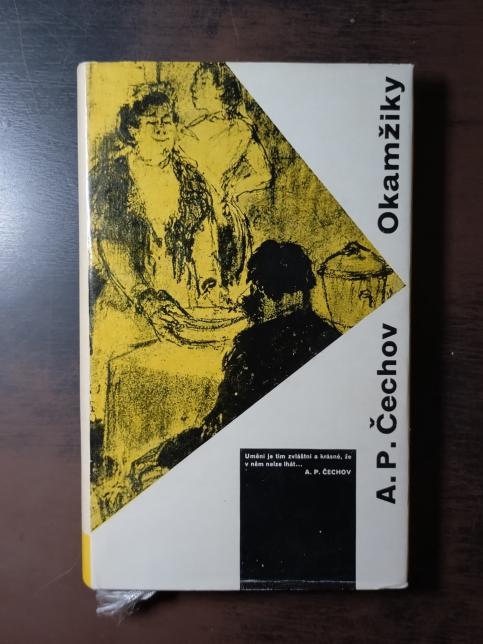 A. P. Čechov Okamžiky
Umění je tím zvláštní a krásné, že
v něm nelze lhát...
A. P. ČECHOV